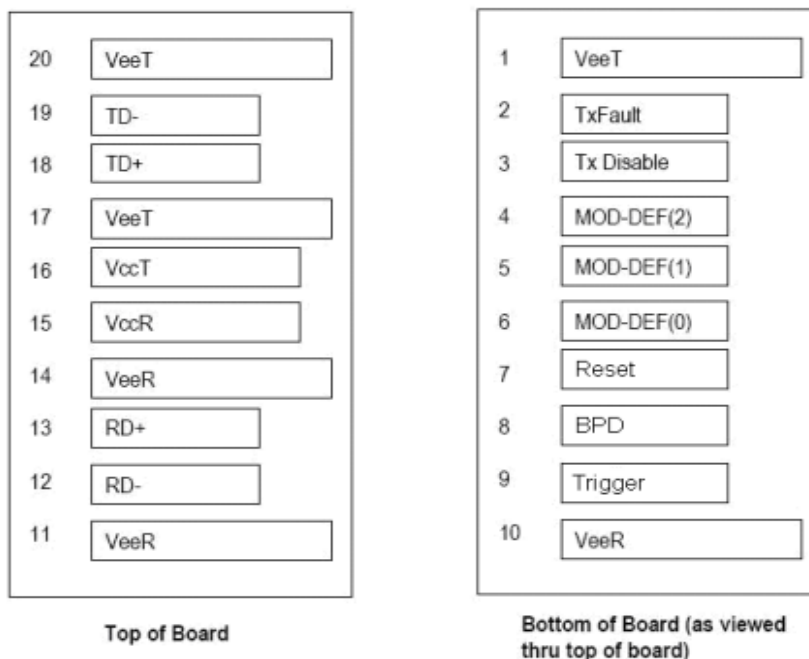 20 VeeT
19 TD-
18 TD+
17 VeeT
16 VccT
15 VccR
14 VeeR
13 RD+
12 RD-
11 VeeR
Top of Board
1 VeeT
2 TxFault
3 Tx Disable
4 MOD-DEF(2)
5 MOD-DEF(1)
6 MOD-DEF(0)
7 Reset
8 BPD
9 Trigger
10 VeeR
Bottom of Board (as viewed
thru top of board)